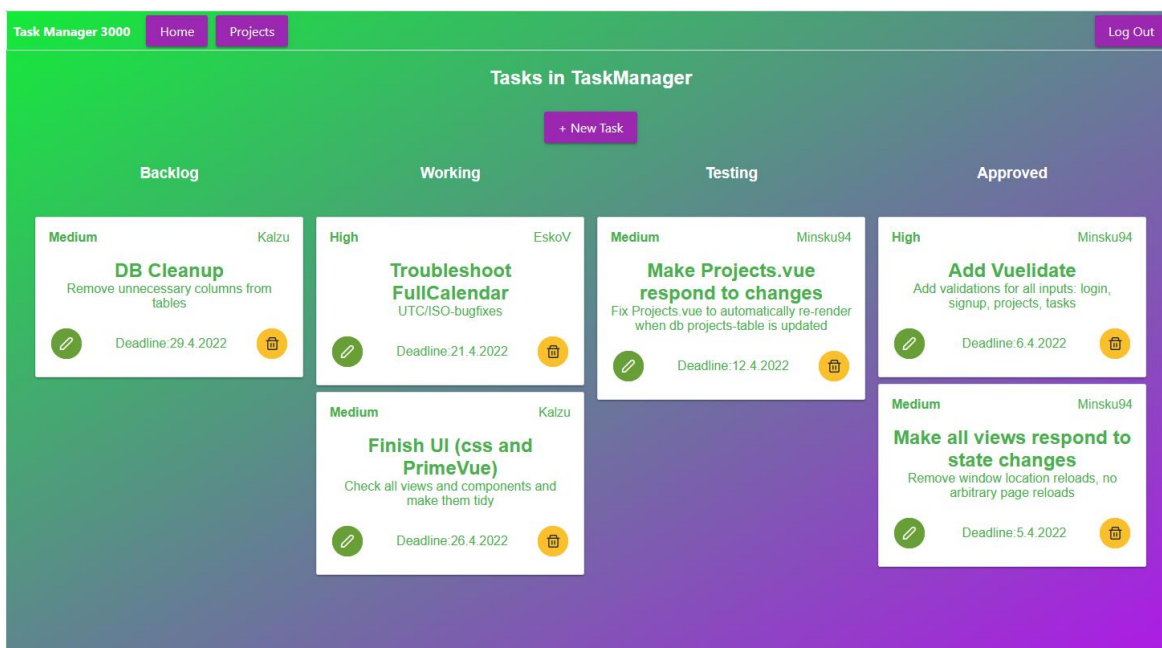 Task Manager 3000 Home Projects Log Out
Tasks in TaskManager
+ New Task
Backlog
Medium Kalzu
DB Cleanup
Remove unnecessary columns from
tables
Deadline:29.4.2022
Working
High EskoV
Troubleshoot
FullCalendar
UTC/ISO-bugfixes
Deadline:21.4.2022
Medium Kalzu
Finish UI (css and
PrimeVue)
Check all views and components and
make them tidy
Deadline:26.4.2022
Testing
Medium Minsku94
Make Projects.vue
respond to changes
Fix Projects.vue to automatically re-render
when db projects-table is updated
Deadline:12.4.2022
Approved
High Minsku94
Add Vuelidate
Add validations for all inputs: login,
signup, projects, tasks
Deadline:6.4.2022
Medium Minsku94
Make all views respond to
state changes
Remove window location reloads, no
arbitrary page reloads
Deadline:5.4.2022